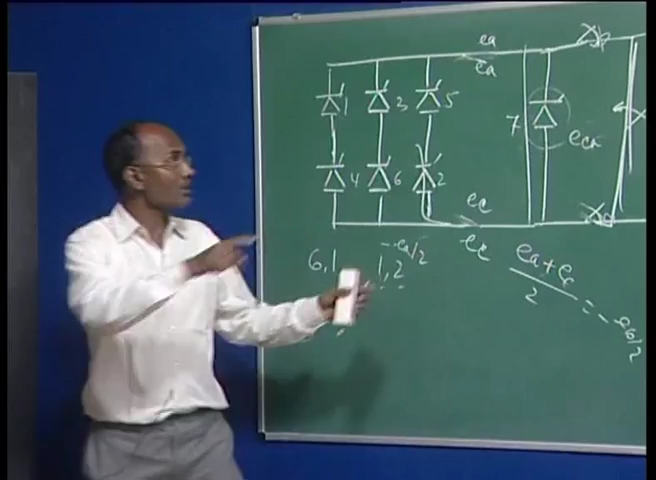 ea
ea
1 3 5
7
eca
4 6 2
ec
ec
6,1 1,2 -ea/2
ea + ec
2
= -eb/2